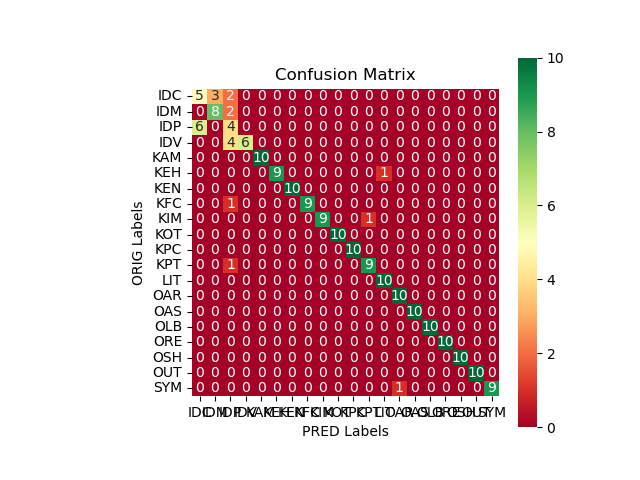 Confusion Matrix
ORIG Labels
IDC 5 3 2 0 0 0 0 0 0 0 0 0 0 0 0 0 0 0 0 0
IDM 0 8 2 0 0 0 0 0 0 0 0 0 0 0 0 0 0 0 0 0
IDP 6 0 4 0 0 0 0 0 0 0 0 0 0 0 0 0 0 0 0 0
IDV 0 0 4 6 0 0 0 0 0 0 0 0 0 0 0 0 0 0 0 0
KAM 0 0 0 0 10 0 0 0 0 0 0 0 0 0 0 0 0 0 0 0
KEH 0 0 0 0 0 9 0 0 0 0 0 0 1 0 0 0 0 0 0 0
KEN 0 0 0 0 0 0 10 0 0 0 0 0 0 0 0 0 0 0 0 0
KFC 0 0 1 0 0 0 0 9 0 0 0 0 0 0 0 0 0 0 0 0
KIM 0 0 0 0 0 0 0 0 9 0 0 1 0 0 0 0 0 0 0 0
KOT 0 0 0 0 0 0 0 0 0 10 0 0 0 0 0 0 0 0 0 0
KPC 0 0 0 0 0 0 0 0 0 0 10 0 0 0 0 0 0 0 0 0
KPT 0 0 1 0 0 0 0 0 0 0 0 9 0 0 0 0 0 0 0 0
LIT 0 0 0 0 0 0 0 0 0 0 0 0 10 0 0 0 0 0 0 0
OAR 0 0 0 0 0 0 0 0 0 0 0 0 0 10 0 0 0 0 0 0
OAS 0 0 0 0 0 0 0 0 0 0 0 0 0 0 10 0 0 0 0 0
OLB 0 0 0 0 0 0 0 0 0 0 0 0 0 0 0 10 0 0 0 0
ORE 0 0 0 0 0 0 0 0 0 0 0 0 0 0 0 0 10 0 0 0
OSH 0 0 0 0 0 0 0 0 0 0 0 0 0 0 0 0 0 10 0 0
OUT 0 0 0 0 0 0 0 0 0 0 0 0 0 0 0 0 0 0 10 0
SYM 0 0 0 0 0 0 0 0 0 0 0 0 0 1 0 0 0 0 0 9
IDC IDM IDP IDV KAM KEH KEN KFC KIM KOT KPC KPT LIT OAR OAS OLB ORE OSH OUT SYM
PRED Labels
10
8
6
4
2
0